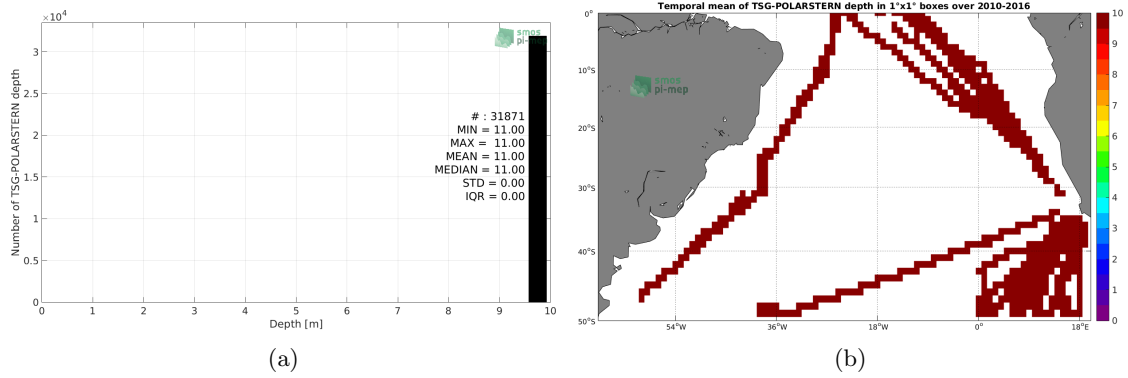 ×10⁴
3
2.5
2
1.5
1
0.5
0
Number of TSG-POLARSTERN depth
smos
pi-mep
# : 31871
MIN = 11.00
MAX = 11.00
MEAN = 11.00
MEDIAN = 11.00
STD = 0.00
IQR = 0.00
0 1 2 3 4 5 6 7 8 9 10
Depth [m]
(a)
Temporal mean of TSG-POLARSTERN depth in 1°x1° boxes over 2010-2016
0°
10°S
20°S
30°S
40°S
50°S
smos
pi-mep
54°W 36°W 18°W 0° 18°E
10
9
8
7
6
5
4
3
2
1
0
(b)